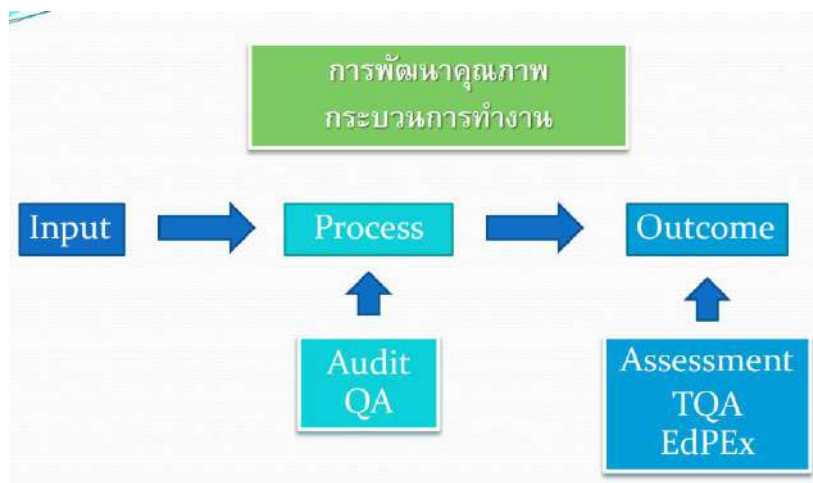 การพัฒนาคุณภาพ
กระบวนการทำงาน
Input
Process
Outcome
Audit
QA
Assessment
TQA
EdPEx